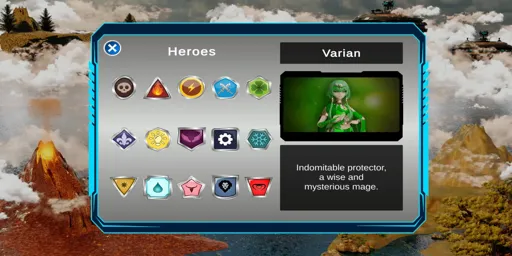 Heroes
Varian
Indomitable protector,
a wise and
mysterious mage.